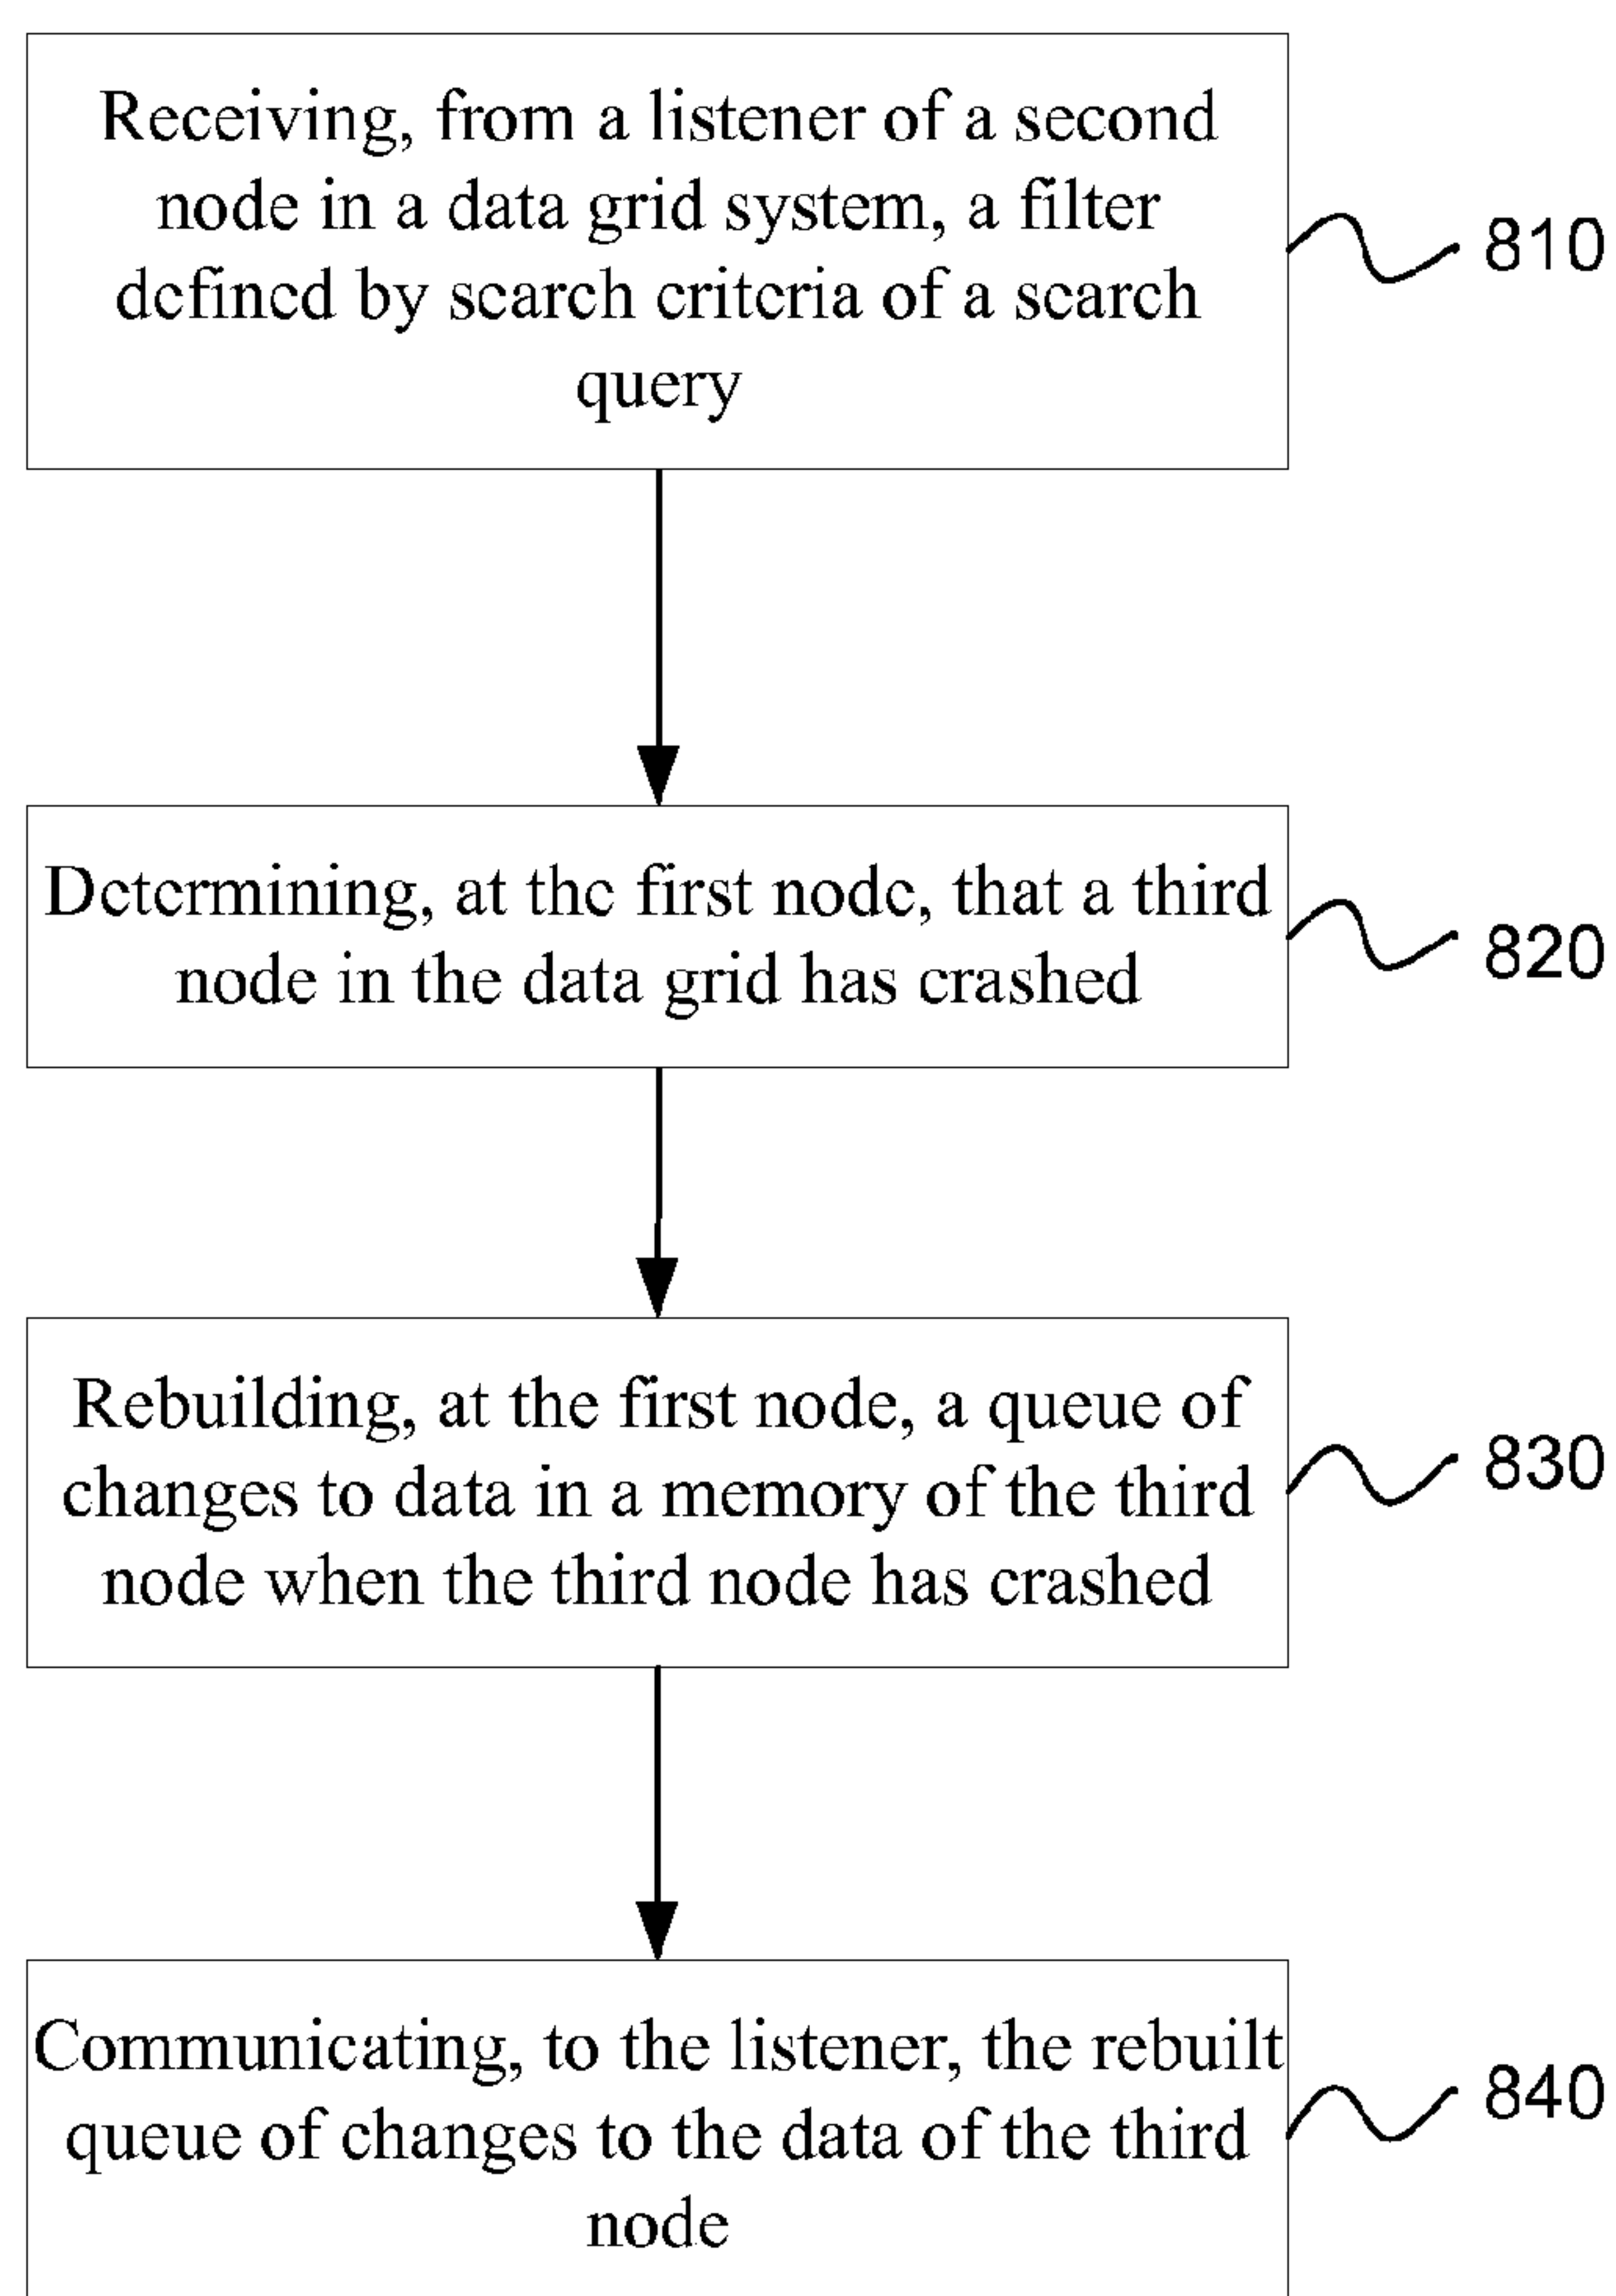 Receiving, from a listener of a second
node in a data grid system, a filter
defined by search criteria of a search
query
810
Determining, at the first node, that a third
node in the data grid has crashed
820
Rebuilding, at the first node, a queue of
changes to data in a memory of the third
node when the third node has crashed
830
Communicating, to the listener, the rebuilt
queue of changes to the data of the third
node
840